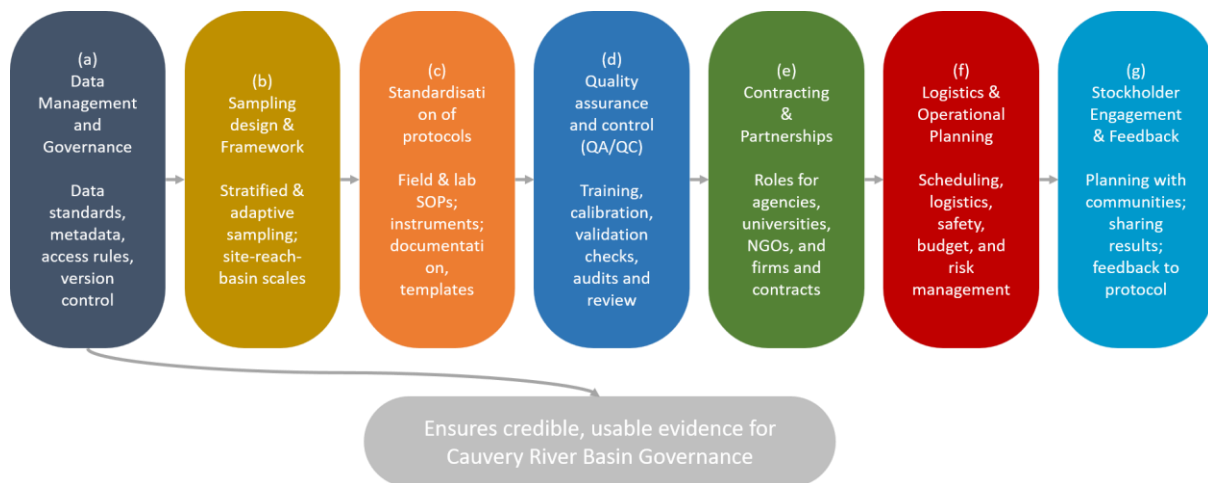 (a)
Data
Management
and
Governance
Data
standards,
metadata,
access rules,
version
control
(b)
Sampling
design &
Framework
Stratified &
adaptive
sampling;
site-reach-
basin scales
(c)
Standardisati
on of
protocols
Field & lab
SOPs;
instruments;
documentati
on,
templates
(d)
Quality
assurance
and control
(QA/QC)
Training,
calibration,
validation
checks,
audits and
review
(e)
Contracting
&
Partnerships
Roles for
agencies,
universities,
NGOs, and
firms and
contracts
(f)
Logistics &
Operational
Planning
Scheduling,
logistics,
safety,
budget, and
risk
management
(g)
Stockholder
Engagement
& Feedback
Planning with
communities;
sharing
results;
feedback to
protocol
Ensures credible, usable evidence for
Cauvery River Basin Governance